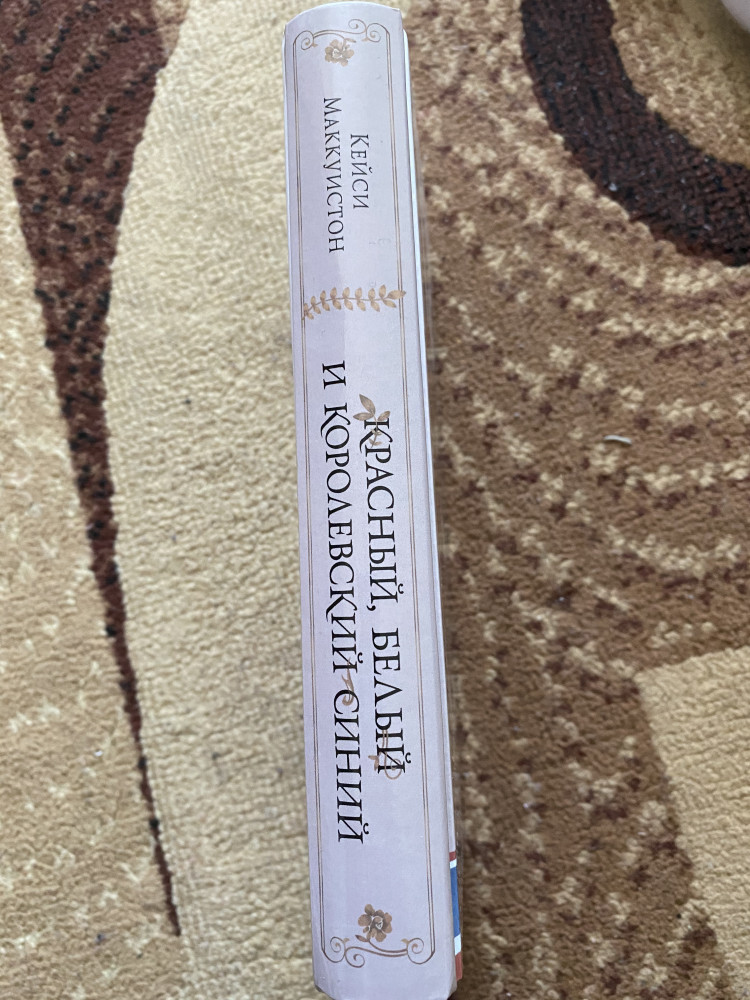 Кейси
Маккуистон
Красный, белый
и королевский синий